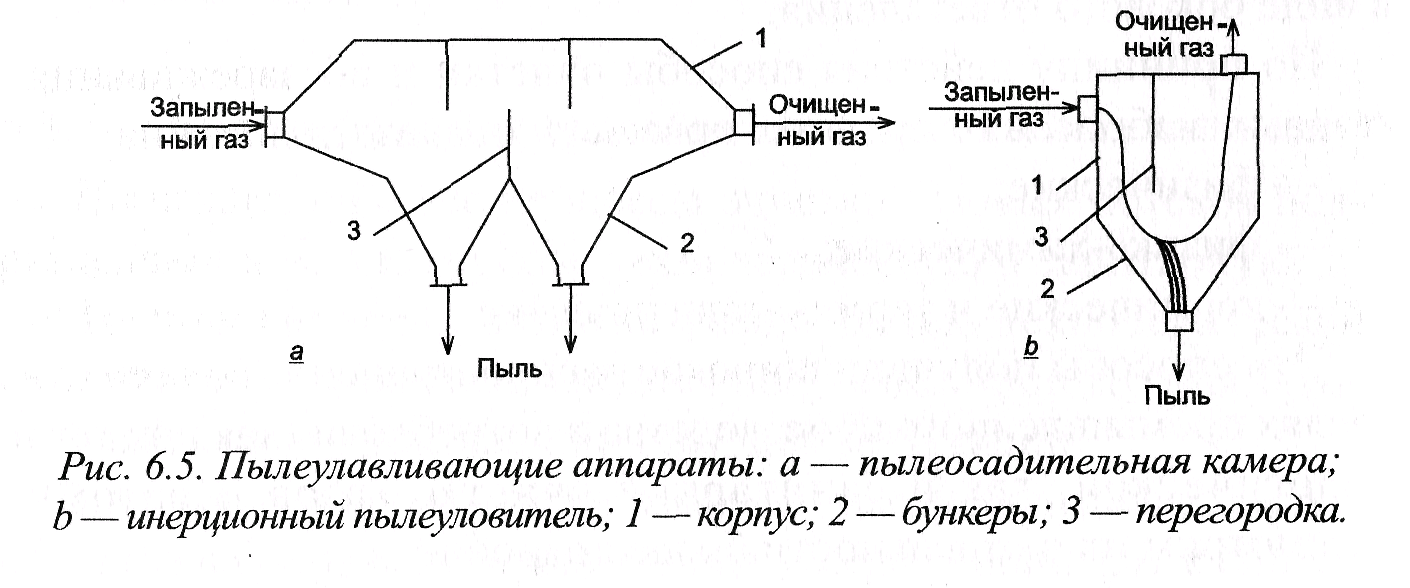 Запылен-
ный газ
1
Очищен-
ный газ
3
2
а
Пыль
Очищен-
ный газ
Запылен-
ный газ
1
3
2
b
Пыль
Рис. 6.5. Пылеулавливающие аппараты: а — пылеосадительная камера;
b — инерционный пылеуловитель; 1 — корпус; 2 — бункеры; 3 — перегородка.